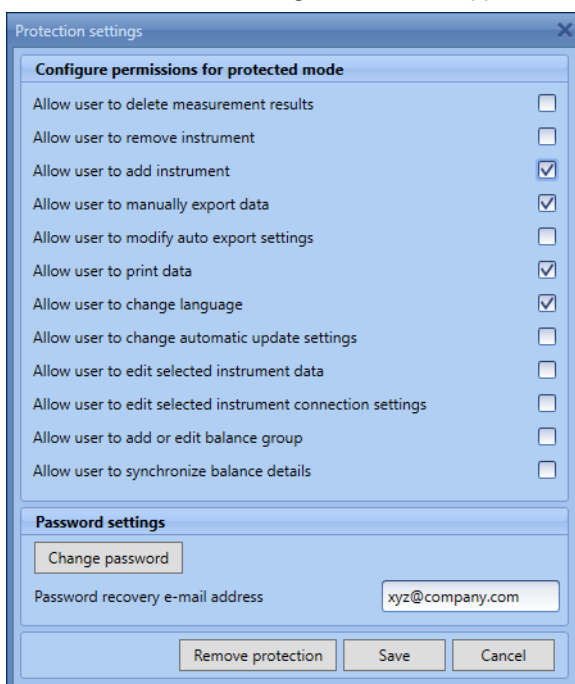 Protection settings
Configure permissions for protected mode
Allow user to delete measurement results
Allow user to remove instrument
Allow user to add instrument
Allow user to manually export data
Allow user to modify auto export settings
Allow user to print data
Allow user to change language
Allow user to change automatic update settings
Allow user to edit selected instrument data
Allow user to edit selected instrument connection settings
Allow user to add or edit balance group
Allow user to synchronize balance details
Password settings
Change password
Password recovery e-mail address xyz@company.com
Remove protection Save Cancel